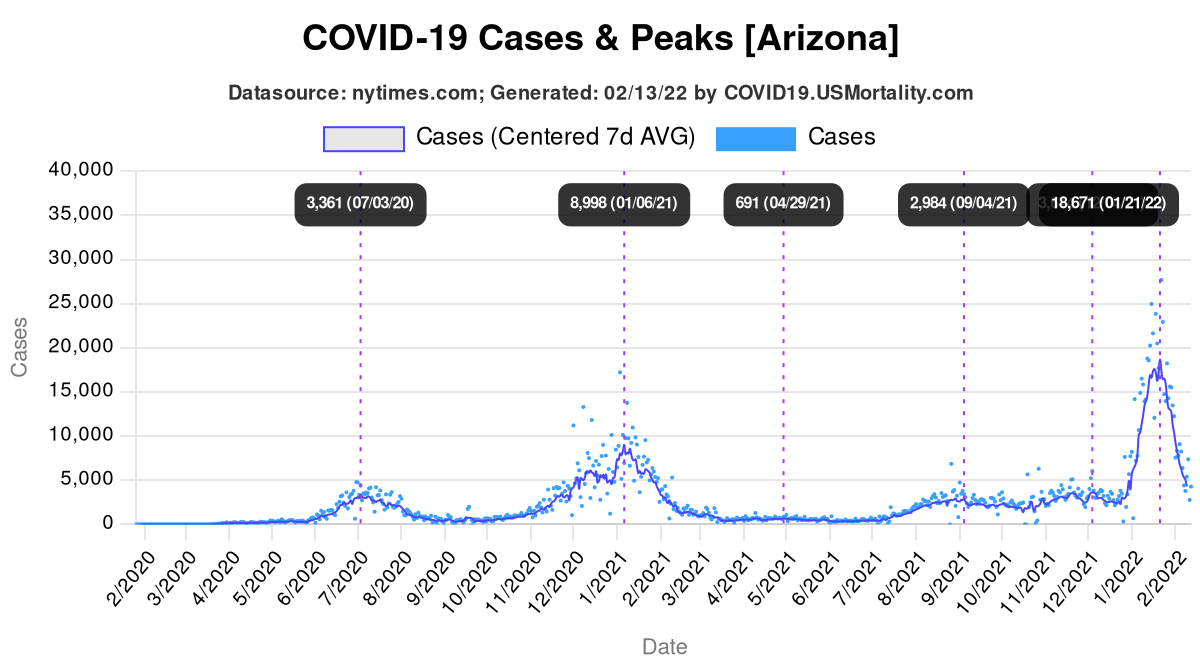 COVID-19 Cases & Peaks [Arizona]
Datasource: nytimes.com; Generated: 02/13/22 by COVID19.USMortality.com
Cases (Centered 7d AVG) Cases
40,000
3,361 (07/03/20) 8,998 (01/06/21) 691 (04/29/21) 2,984 (09/04/21) 18,671 (01/21/22)
35,000
30,000
25,000
20,000
15,000
10,000
5,000
0
Cases
2/2020 3/2020 4/2020 5/2020 6/2020 7/2020 8/2020 9/2020 10/2020 11/2020 12/2020 1/2021 2/2021 3/2021 4/2021 5/2021 6/2021 7/2021 8/2021 9/2021 10/2021 11/2021 12/2021 1/2022 2/2022
Date